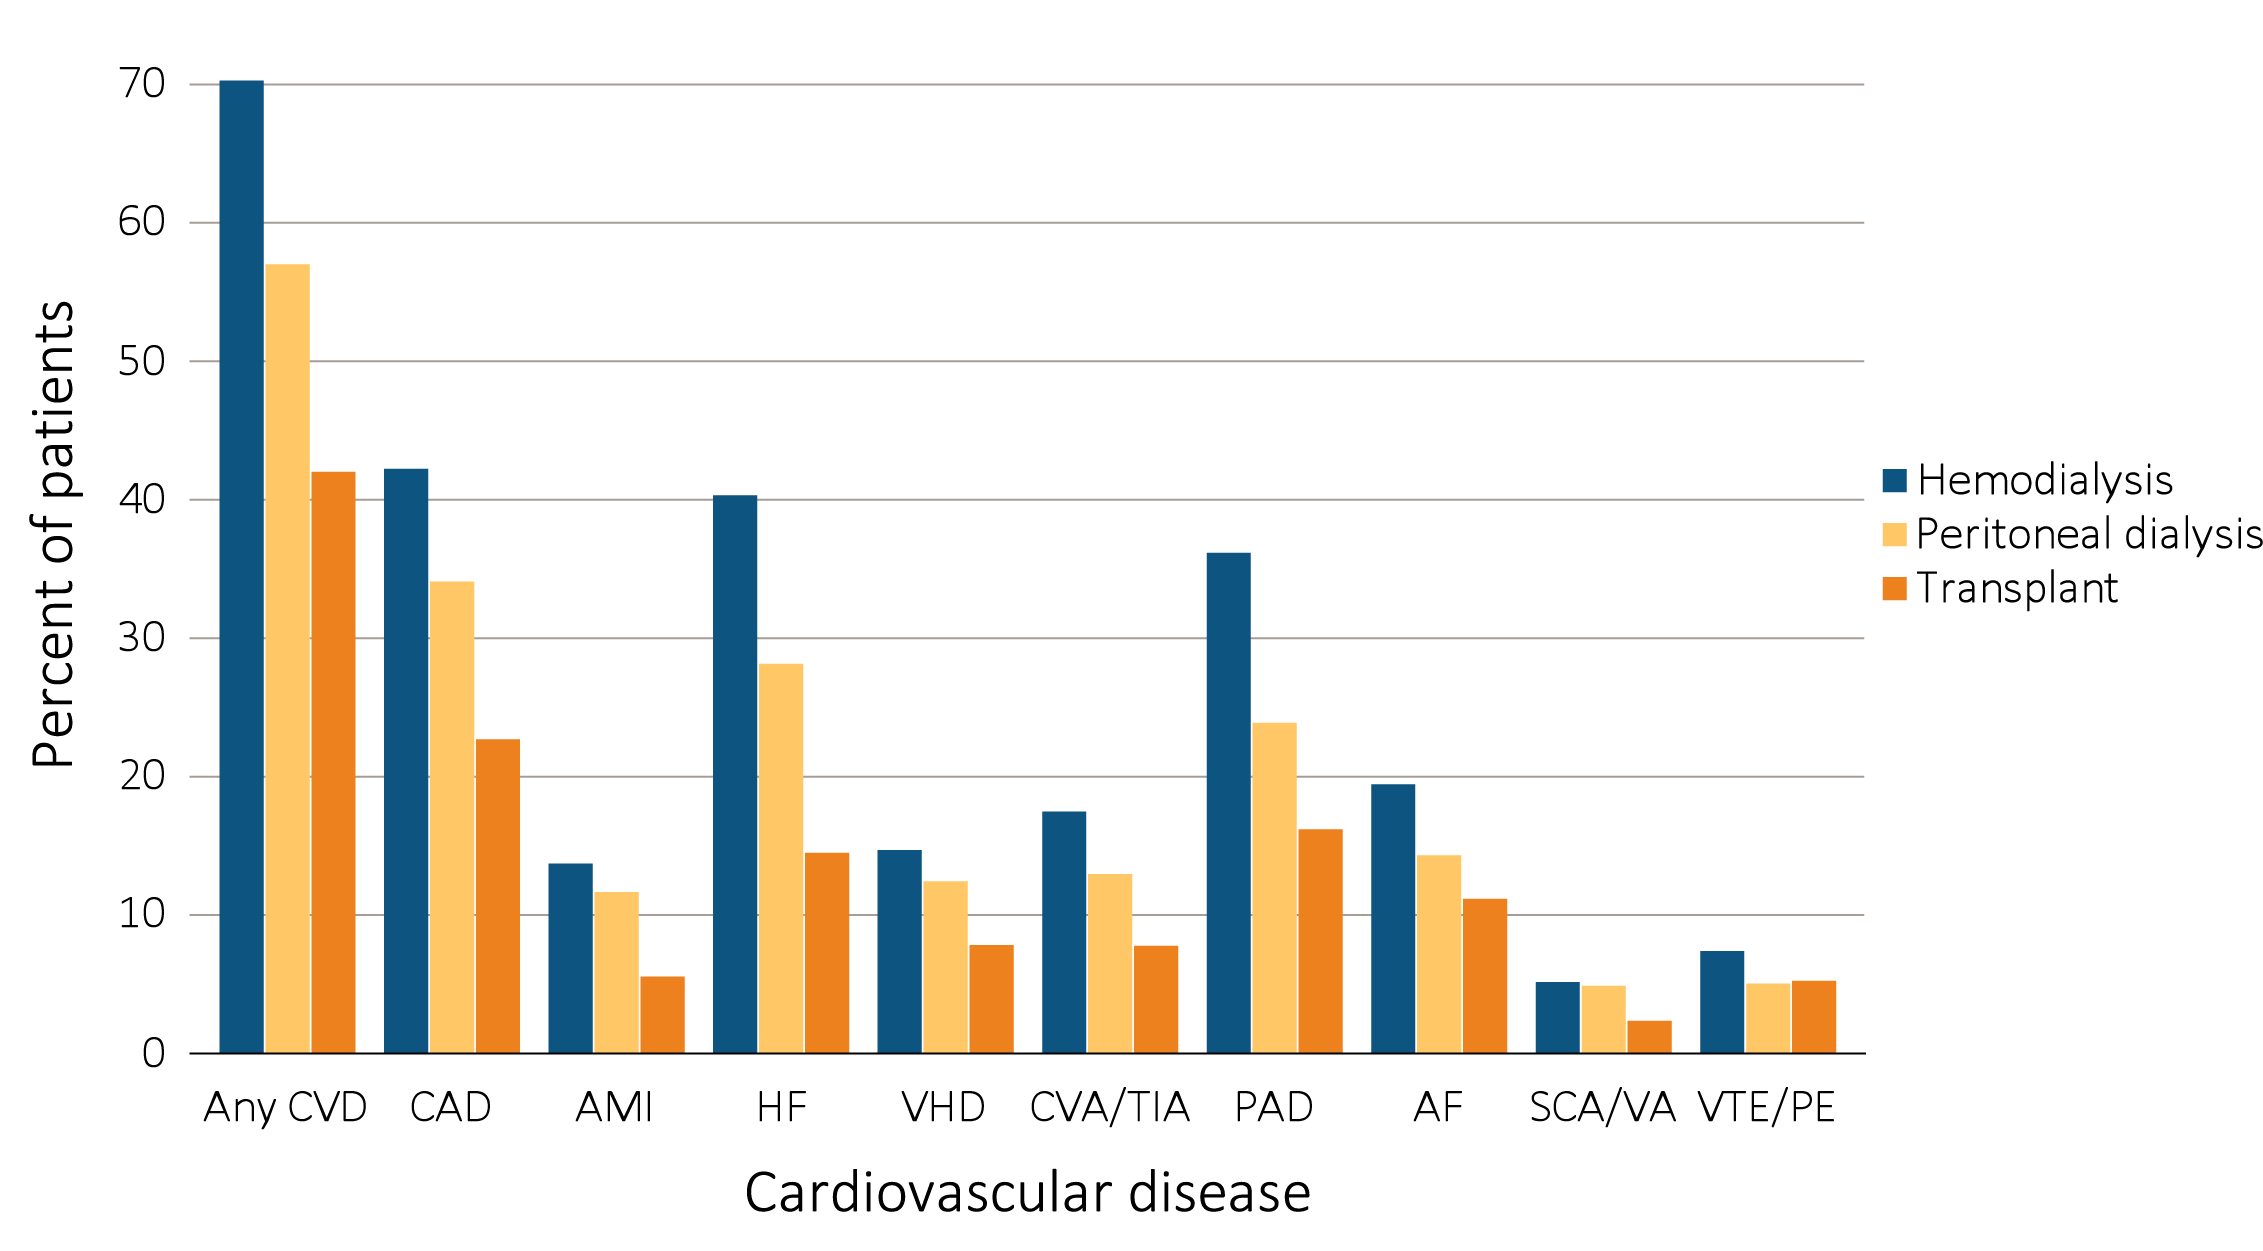 70
60
50
40
30
20
10
0
Percent of patients
Any CVD
CAD
AMI
HF
VHD
CVA/TIA
PAD
AF
SCA/VA
VTE/PE
Cardiovascular disease
Hemodialysis
Peritoneal dialysis
Transplant